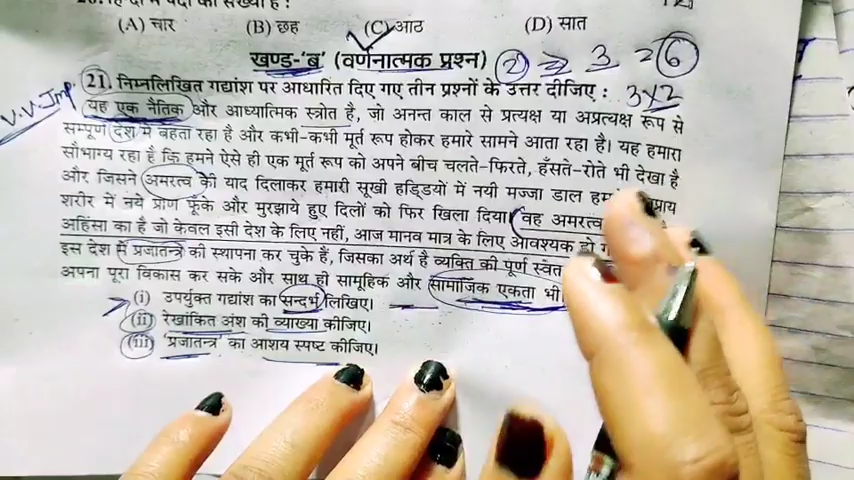 (A) चार (B) छह (C) आठ (D) सात
खण्ड-'ब' (वर्णनात्मक प्रश्न) 2 3 = 6
V.V.Imp 21. निम्नलिखित गद्यांश पर आधारित दिए गए तीन प्रश्नों के उत्तर दीजिए : 3x2
यह एक नैतिक और आध्यात्मिक स्त्रोत है, जो अनन्त काल से प्रत्यक्ष या अप्रत्यक्ष रूप से
सम्पूर्ण देश में बहता रहा है और कभी-कभी मूर्त रूप होकर हमारे सामने आता रहा है। यह हमारा
सौभाग्य रहा है कि हमने ऐसे ही एक मूर्त रूप को अपने बीच चलते-फिरते, हँसते-रोते भी देखा है
और जिसने अमरत्व की याद दिलाकर हमारी सूखी हड्डियों में नयी मज्जा डाल
शरीर में नये प्राण फूँके और मुरझाये हुए दिलों को फिर खिला दिया। वह अमरत्व
अहिंसा का है जो केवल इसी देश के लिए नहीं, आज मानव मात्र के लिए आवश्यक हो
इस देश में प्रजातन्त्र की स्थापना कर चुके हैं, जिसका अर्थ है व्यक्ति की पूर्ण
अपना पूरा विकास कर सके और साथ ही सामूहिक और सामाजिक एकता भी
(i) उपर्युक्त गद्यांश का सन्दर्भ लिखिए।
(ii) रेखांकित अंश की व्याख्या कीजिए।
(iii) 'प्रजातन्त्र' का आशय स्पष्ट कीजिए।